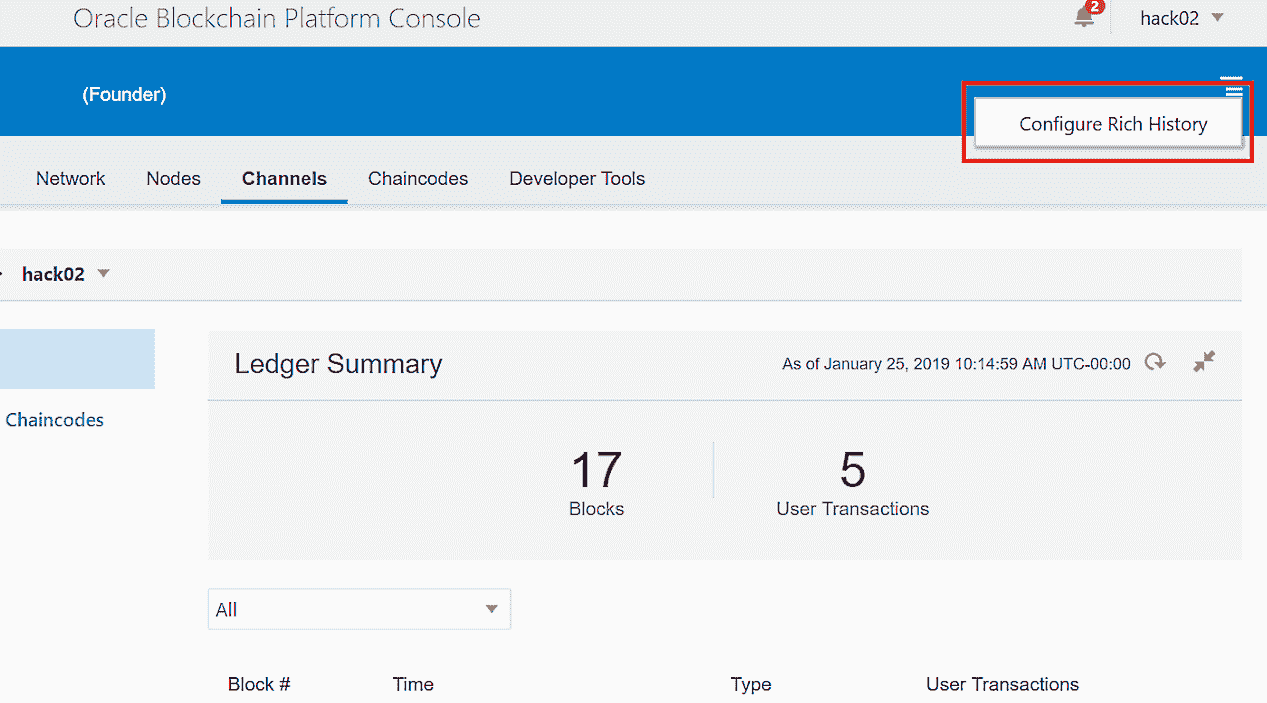 Oracle Blockchain Platform Console
2
hack02
(Founder)
Configure Rich History
Network Nodes Channels Chaincodes Developer Tools
hack02
Ledger Summary
As of January 25, 2019 10:14:59 AM UTC-00:00
Chaincodes
17
Blocks
5
User Transactions
All
Block # Time Type User Transactions